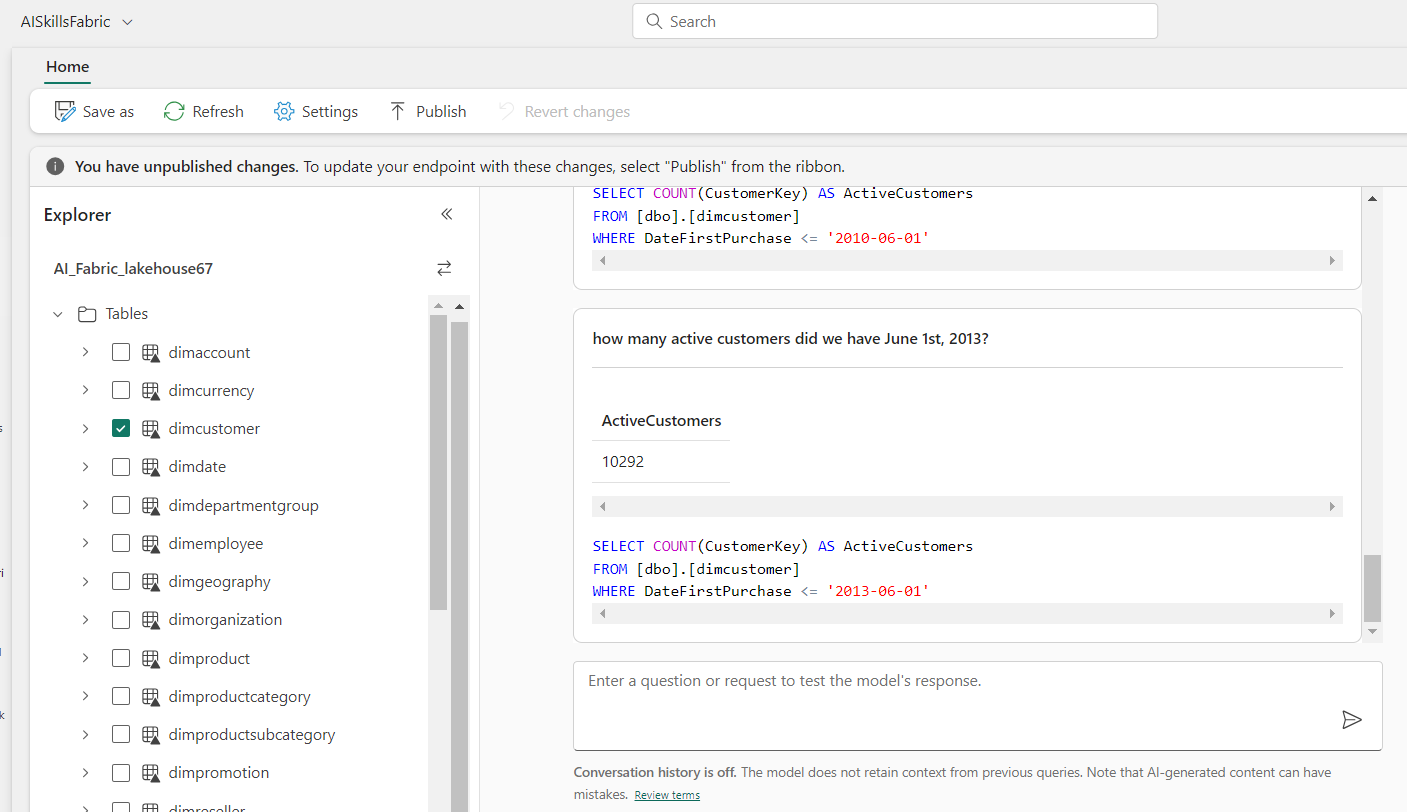 AISkillsFabric
Search
Home
Save as
Refresh
Settings
Publish
Revert changes
You have unpublished changes. To update your endpoint with these changes, select "Publish" from the ribbon.
Explorer
AI_Fabric_lakehouse67
Tables
dimaccount
dimcurrency
dimcustomer
dimdate
dimdepartmentgroup
dimemployee
dimgeography
dimorganization
dimproduct
dimproductcategory
dimproductsubcategory
dimpromotion
dimreseller
SELECT COUNT(CustomerKey) AS ActiveCustomers
FROM [dbo].[dimcustomer]
WHERE DateFirstPurchase <= '2010-06-01'
how many active customers did we have June 1st, 2013?
ActiveCustomers
10292
SELECT COUNT(CustomerKey) AS ActiveCustomers
FROM [dbo].[dimcustomer]
WHERE DateFirstPurchase <= '2013-06-01'
Enter a question or request to test the model's response.
Conversation history is off. The model does not retain context from previous queries. Note that AI-generated content can have
mistakes. Review terms